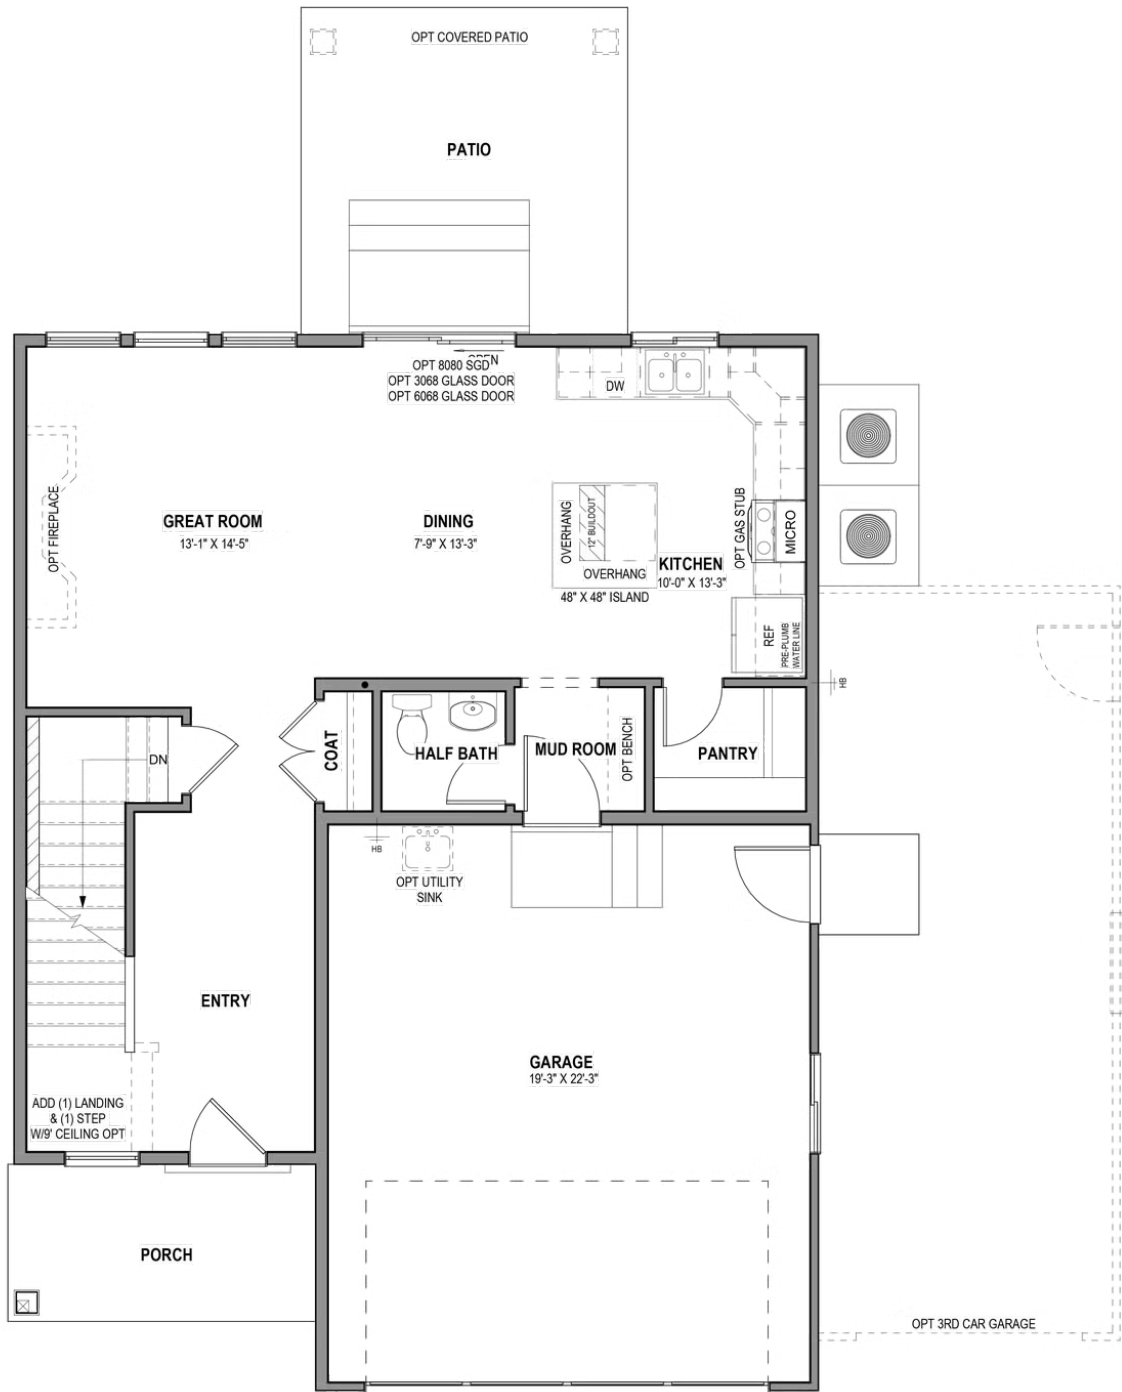 OPT COVERED PATIO
PATIO
OPEN
OPT 8080 SGD
OPT 3068 GLASS DOOR
OPT 6068 GLASS DOOR
DW
OPT FIREPLACE
GREAT ROOM
13'-1" X 14'-5"
DINING
7'-9" X 13'-3"
OVERHANG
12" BUILDOUT
OVERHANG
48" X 48" ISLAND
KITCHEN
10'-0" X 13'-3"
OPT GAS STUB
MICRO
REF
PRE-PLUMB
WATER LINE
HB
DN
COAT
HALF BATH
MUD ROOM
OPT BENCH
PANTRY
HB
OPT UTILITY
SINK
ENTRY
GARAGE
19'-3" X 22'-3"
ADD (1) LANDING
& (1) STEP
W/9' CEILING OPT
PORCH
OPT 3RD CAR GARAGE